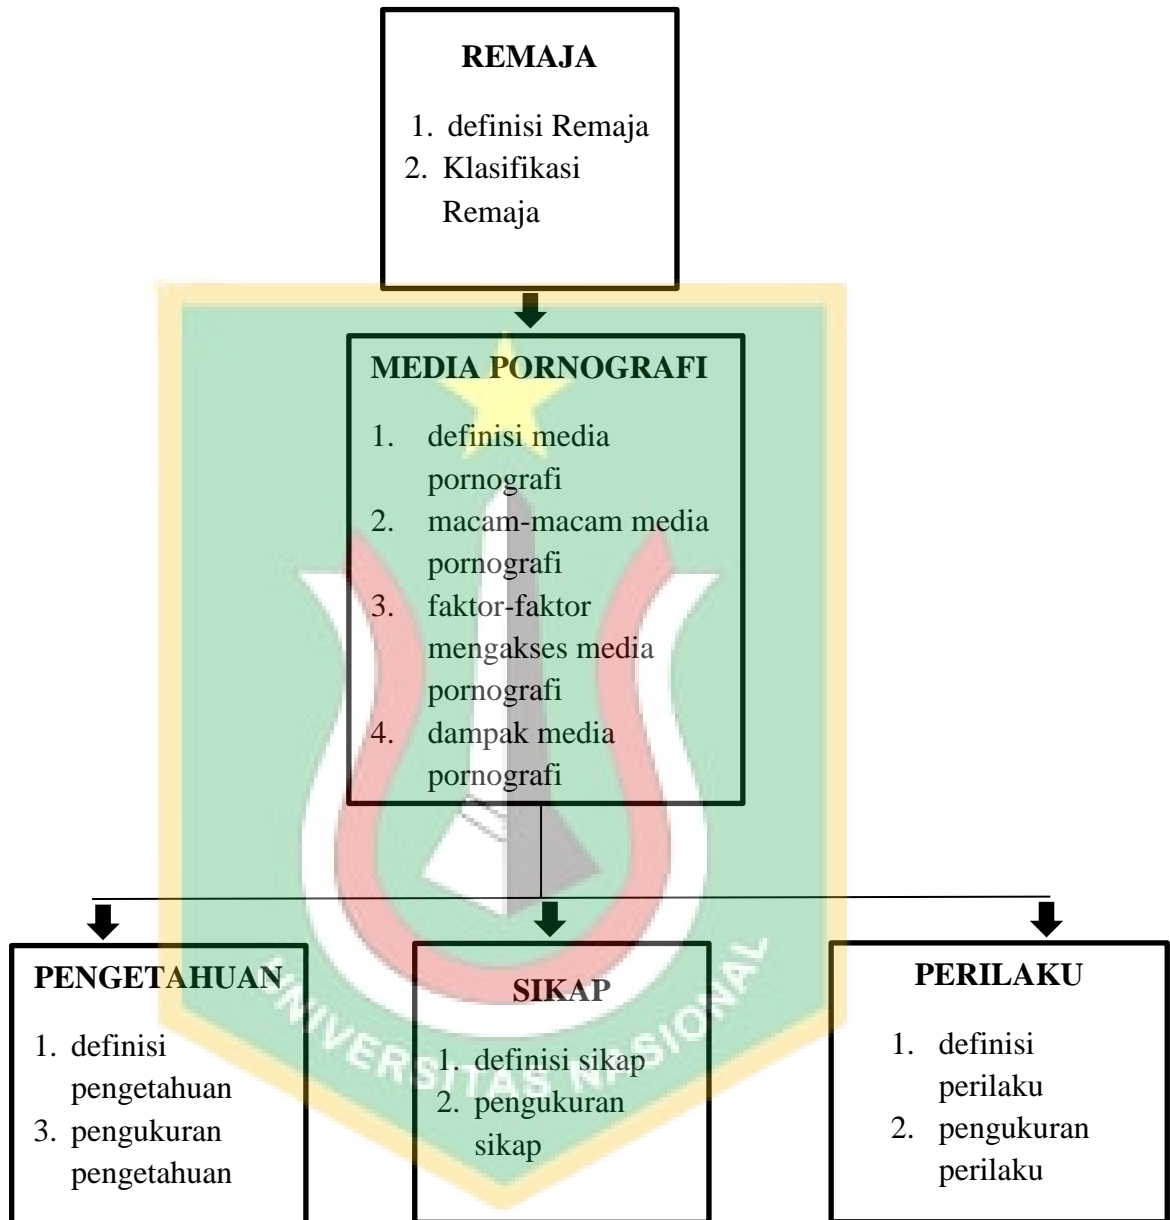 REMAJA
1. definisi Remaja
2. Klasifikasi
Remaja
MEDIA PORNOGRAFI
1. definisi media
pornografi
2. macam-macam media
pornografi
3. faktor-faktor
mengakses media
pornografi
4. dampak media
pornografi
PENGETAHUAN
1. definisi
pengetahuan
3. pengukuran
pengetahuan
SIKAP
1. definisi sikap
2. pengukuran
sikap
PERILAKU
1. definisi
perilaku
2. pengukuran
perilaku
UNIVERSITAS NASIONAL